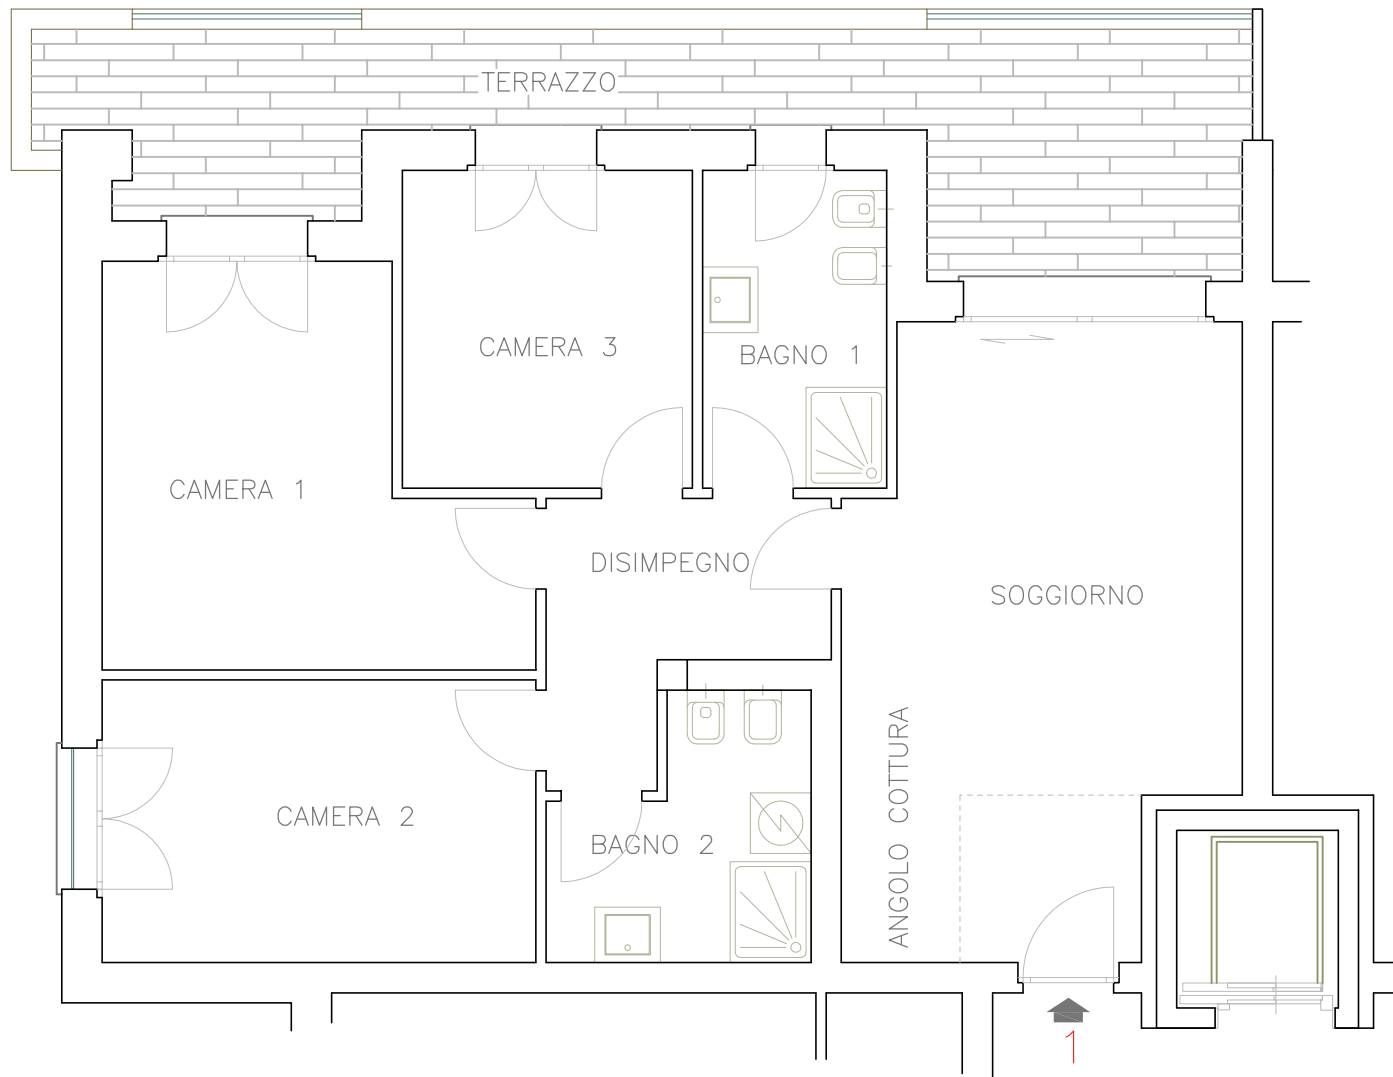 TERRAZZO
CAMERA 3
BAGNO 1
CAMERA 1
DISIMPEGNO
SOGGIORNO
ANGOLO COTTURA
CAMERA 2
BAGNO 2
1